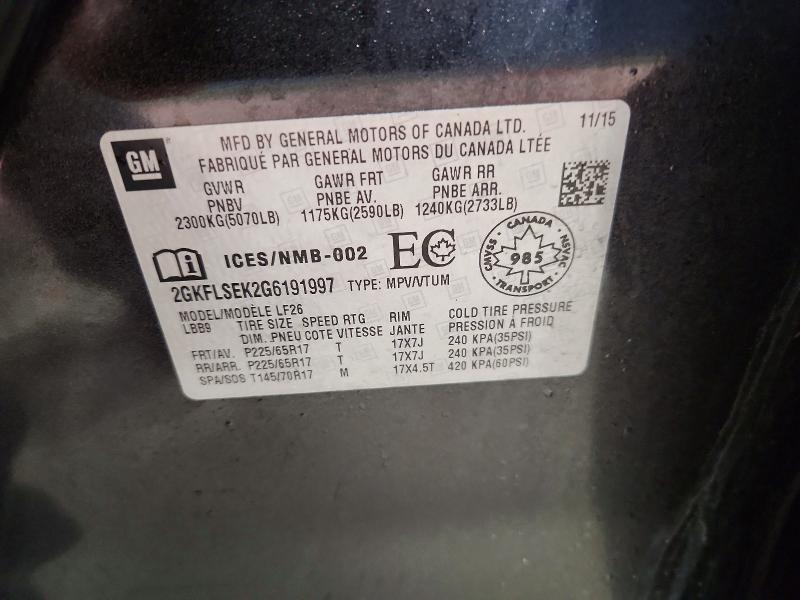 GM
MFD BY GENERAL MOTORS OF CANADA LTD. 11/15
FABRIQUÉ PAR GENERAL MOTORS DU CANADA LTÉE
GVWR GAWR FRT GAWR RR
PNBV PNBE AV. PNBE ARR.
2300KG(5070LB) 1175KG(2590LB) 1240KG(2733LB)
ICES/NMB-002 EC
CANADA
CMVSS 985 NSVAC
TRANSPORT
2GKFLSEK2G6191997 TYPE: MPV/VTUM
MODEL/MODÈLE LF26
LBB9 TIRE SIZE SPEED RTG RIM COLD TIRE PRESSURE
DIM. PNEU COTE VITESSE JANTE PRESSION À FROID
FRT/AV. P225/65R17 T 17X7J 240 KPA(35PSI)
RR/ARR. P225/65R17 T 17X7J 240 KPA(35PSI)
SPA/SOS T145/70R17 M 17X4.5T 420 KPA(60PSI)